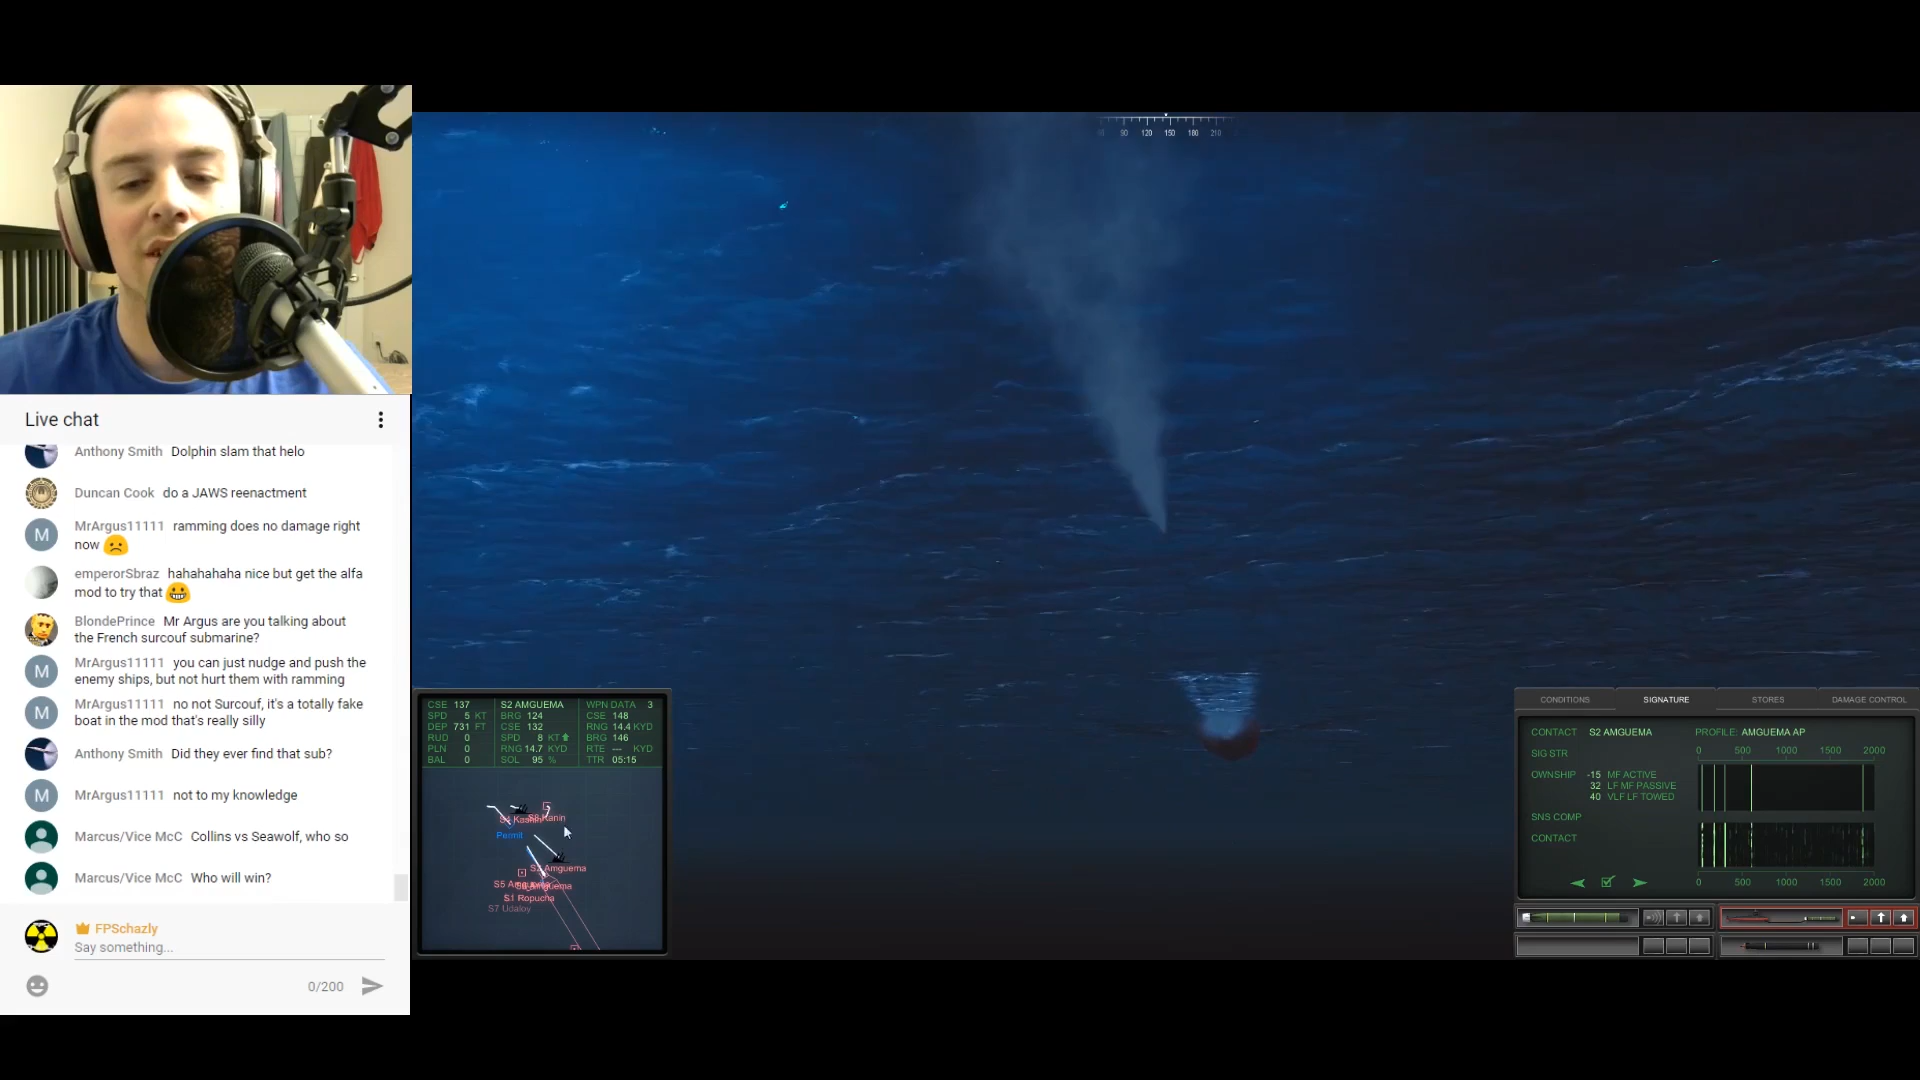 Live chat
Anthony Smith Dolphin slam that helo
Duncan Cook do a JAWS reenactment
MrArgus11111 ramming does no damage right
now
emperorSbraz hahahahaha nice but get the alfa
mod to try that
BlondePrince Mr Argus are you talking about
the French surcouf submarine?
MrArgus11111 you can just nudge and push the
enemy ships, but not hurt them with ramming
MrArgus11111 no not Surcouf, it's a totally fake
boat in the mod that's really silly
Anthony Smith Did they ever find that sub?
MrArgus11111 not to my knowledge
Marcus/Vice McC Collins vs Seawolf, who so
Marcus/Vice McC Who will win?
FPSchazly
Say something...
0/200
90 120 150 180 210
CSE 137 S2 AMGUEMA WPN DATA 3
SPD 5 KT BRG 124 CSE 148
DEP 731 FT CSE 132 RNG 14.4 KYD
RUD 0 SPD 8 KT BRG 146
PLN 0 RNG 14.7 KYD RTE --- KYD
BAL 0 SOL 95 % TTR 05:15
Kanin
Permit
S2 Amguema
S5
Amguema
S1 Ropucha
S7 Udaloy
CONDITIONS SIGNATURE STORES DAMAGE CONTROL
CONTACT S2 AMGUEMA PROFILE: AMGUEMA AP
SIG STR 0 500 1000 1500 2000
OWNSHIP -15 MF ACTIVE
32 LF MF PASSIVE
40 VLF LF TOWED
SNS COMP
CONTACT
0 500 1000 1500 2000